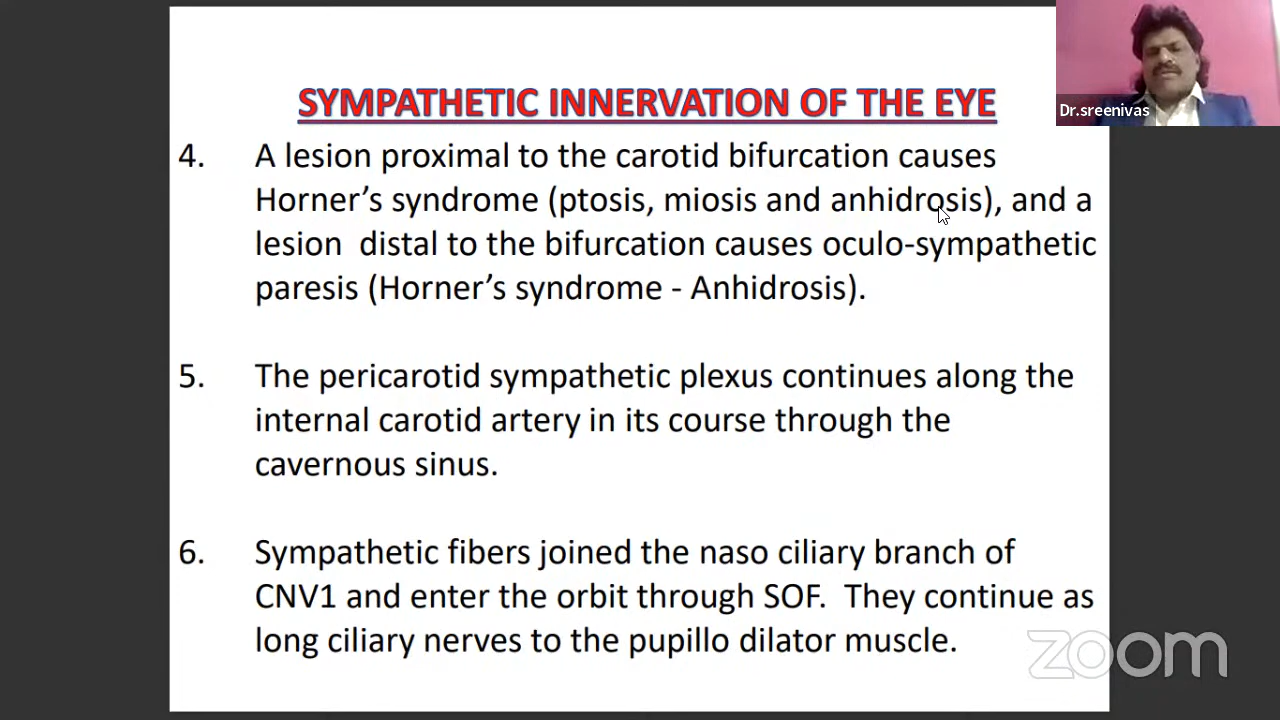 SYMPATHETIC INNERVATION OF THE EYE
Dr.sreenivas
4. A lesion proximal to the carotid bifurcation causes
Horner’s syndrome (ptosis, miosis and anhidrosis), and a
lesion distal to the bifurcation causes oculo-sympathetic
paresis (Horner’s syndrome - Anhidrosis).
5. The pericarotid sympathetic plexus continues along the
internal carotid artery in its course through the
cavernous sinus.
6. Sympathetic fibers joined the naso ciliary branch of
CNV1 and enter the orbit through SOF. They continue as
long ciliary nerves to the pupillo dilator muscle.
zoom